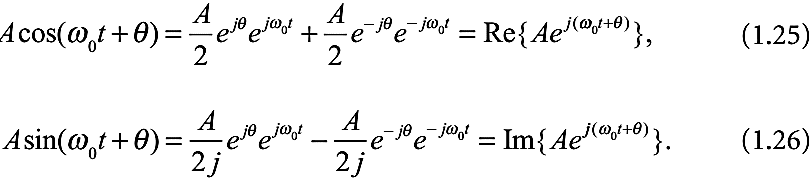 A cos(ω₀t + θ) = A/2 e^{jθ} e^{jω₀t} + A/2 e^{-jθ} e^{-jω₀t} = Re{Ae^{j(ω₀t+θ)}}, (1.25)
A sin(ω₀t + θ) = A/2j e^{jθ} e^{jω₀t} − A/2j e^{-jθ} e^{-jω₀t} = Im{Ae^{j(ω₀t+θ)}}. (1.26)